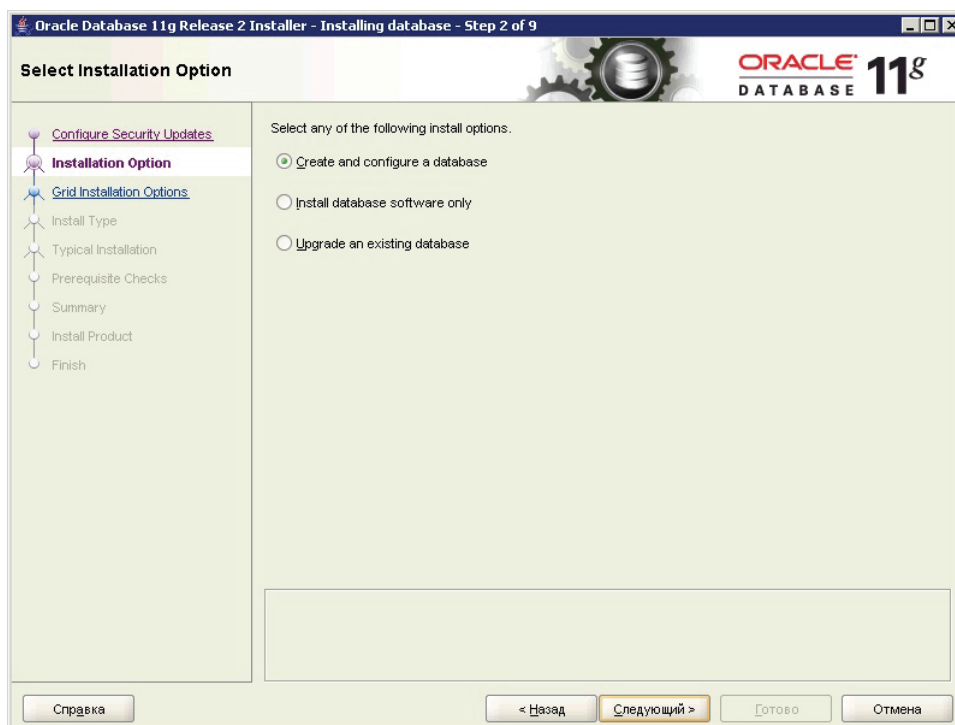 Oracle Database 11g Release 2 Installer - Installing database - Step 2 of 9
Select Installation Option
ORACLE
DATABASE
11g
Configure Security Updates
Installation Option
Grid Installation Options
Install Type
Typical Installation
Prerequisite Checks
Summary
Install Product
Finish
Select any of the following install options.
Create and configure a database
Install database software only
Upgrade an existing database
Справка
< Назад
Следующий >
Готово
Отмена